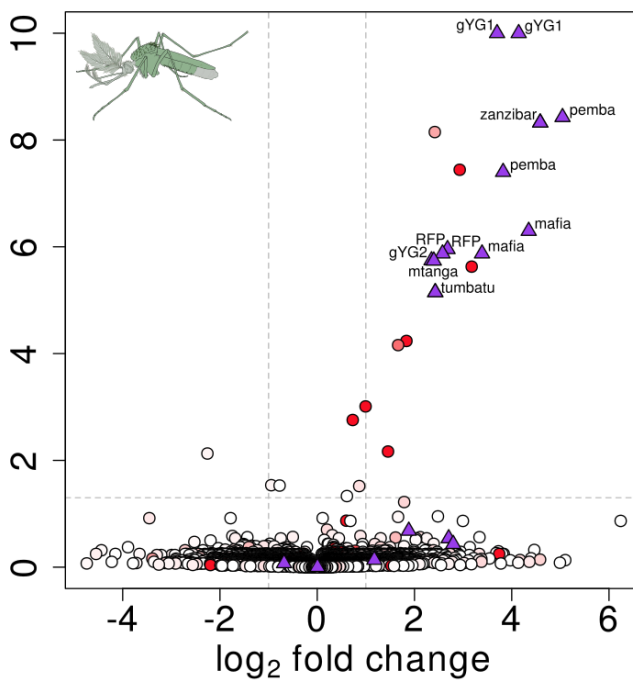 10
gYG1
gYG1
zanzibar
pemba
8
pemba
mafia
6
RFP
RFP
mafia
gYG2
mtanga
tumbatu
4
2
0
-4 -2 0 2 4 6
log2 fold change